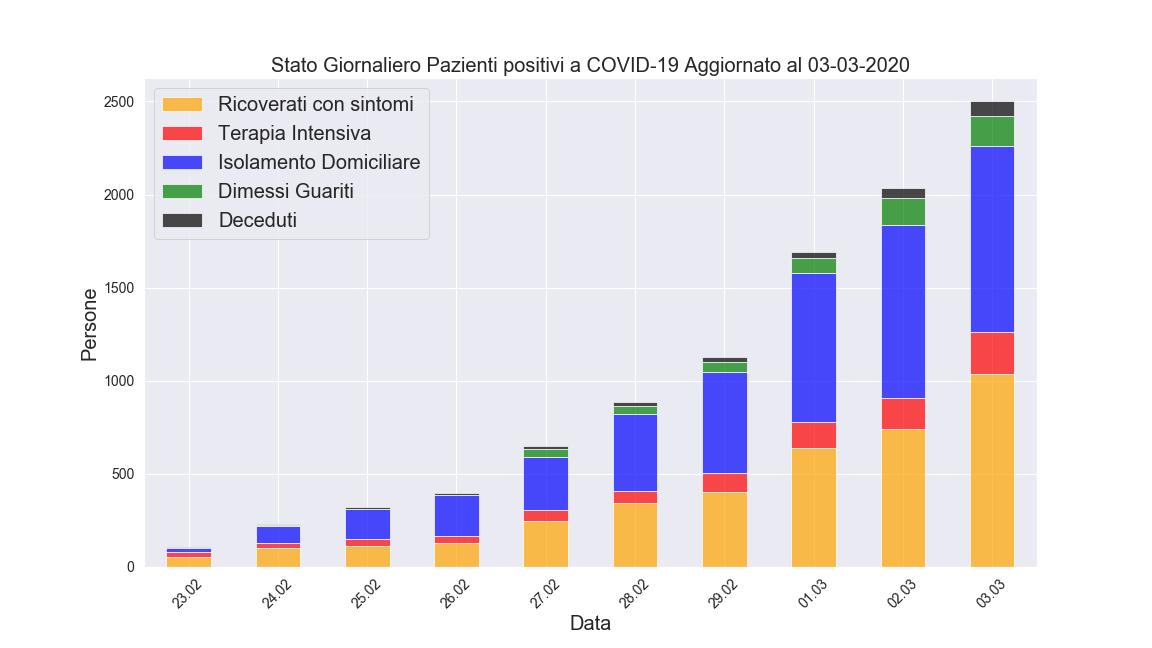 Stato Giornaliero Pazienti positivi a COVID-19 Aggiornato al 03-03-2020
Ricoverati con sintomi
Terapia Intensiva
Isolamento Domiciliare
Dimessi Guariti
Deceduti
Persone
2500
2000
1500
1000
500
0
23.02 24.02 25.02 26.02 27.02 28.02 29.02 01.03 02.03 03.03
Data